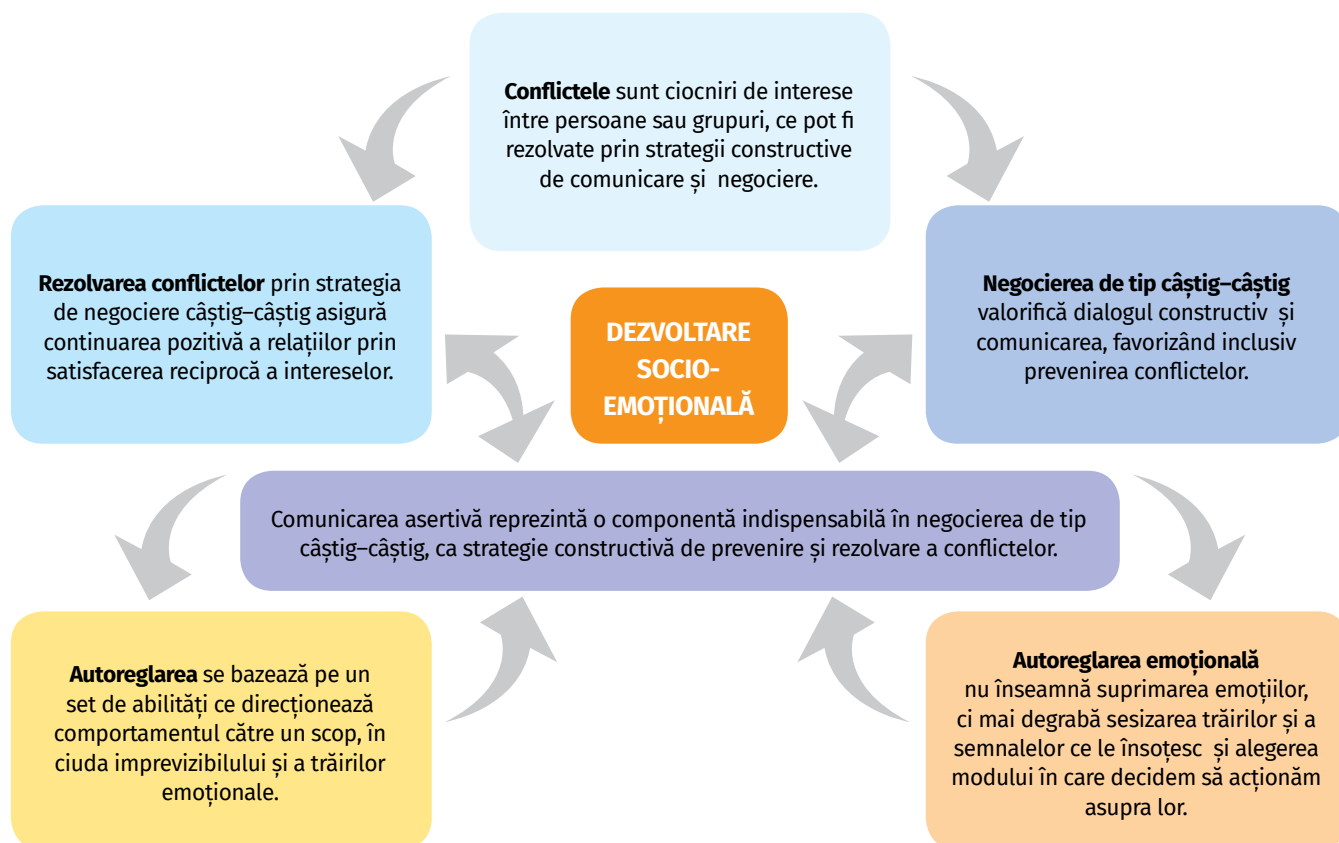 Conflictele sunt ciocniri de interese
între persoane sau grupuri, ce pot fi
rezolvate prin strategii constructive
de comunicare și negociere.
Rezolvarea conflictelor prin strategia
de negociere câștig–câștig asigură
continuarea pozitivă a relațiilor prin
satisfacerea reciprocă a intereselor.
DEZVOLTARE
SOCIO-
EMOȚIONALĂ
Negocierea de tip câștig–câștig
valorifică dialogul constructiv și
comunicarea, favorizând inclusiv
prevenirea conflictelor.
Comunicarea asertivă reprezintă o componentă indispensabilă în negocierea de tip
câștig–câștig, ca strategie constructivă de prevenire și rezolvare a conflictelor.
Autoreglarea se bazează pe un
set de abilități ce direcționează
comportamentul către un scop, în
ciuda imprevizibilului și a trăirilor
emoționale.
Autoreglarea emoțională
nu înseamnă suprimarea emoțiilor,
ci mai degrabă sesizarea trăirilor și a
semnalelor ce le însoțesc și alegerea
modului în care decidem să acționăm
asupra lor.